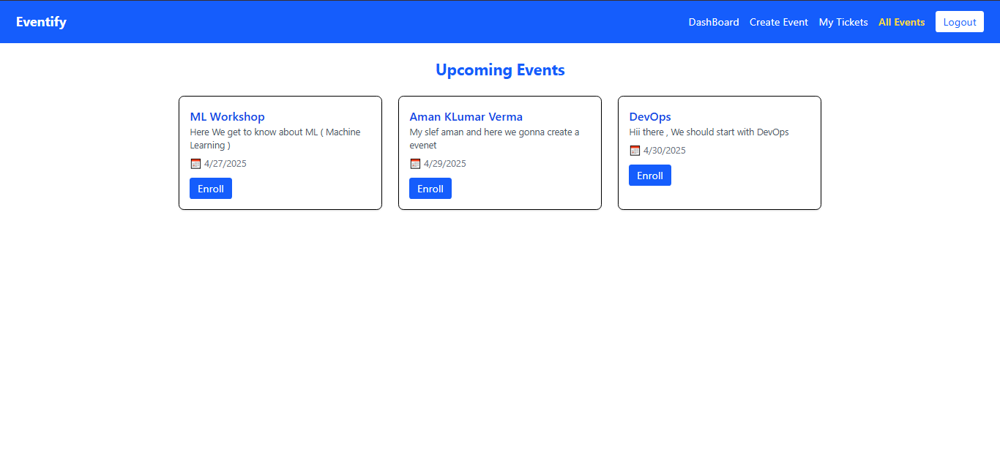 Eventify
DashBoard Create Event My Tickets All Events Logout
Upcoming Events
ML Workshop
Here We get to know about ML ( Machine
Learning )
4/27/2025
Enroll
Aman KLumar Verma
My slef aman and here we gonna create a
evenet
4/29/2025
Enroll
DevOps
Hii there , We should start with DevOps
4/30/2025
Enroll